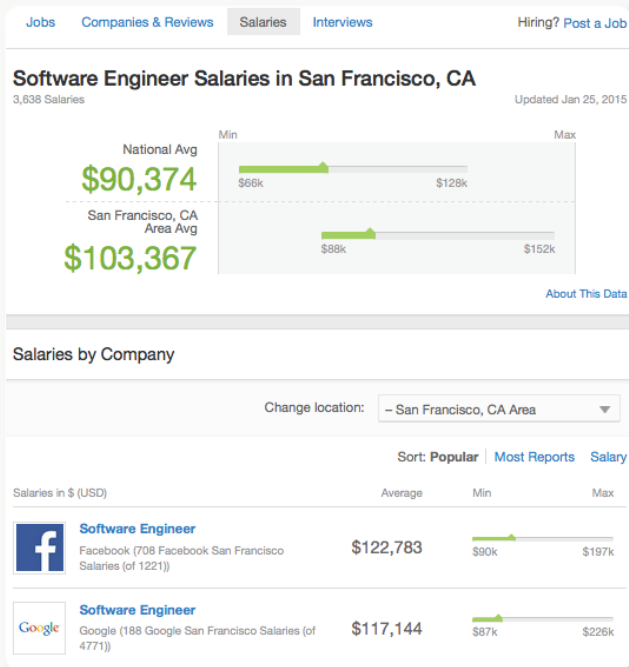 Jobs Companies & Reviews Salaries Interviews Hiring? Post a Job
Software Engineer Salaries in San Francisco, CA
3,638 Salaries Updated Jan 25, 2015
Min Max
National Avg
$90,374
$66k $128k
San Francisco, CA
Area Avg
$103,367
$88k $152k
About This Data
Salaries by Company
Change location: – San Francisco, CA Area
Sort: Popular Most Reports Salary
Salaries in $ (USD) Average Min Max
f
Software Engineer
Facebook (708 Facebook San Francisco
Salaries (of 1221))
$122,783
$90k $197k
Google
Software Engineer
Google (188 Google San Francisco Salaries (of
4771))
$117,144
$87k $226k